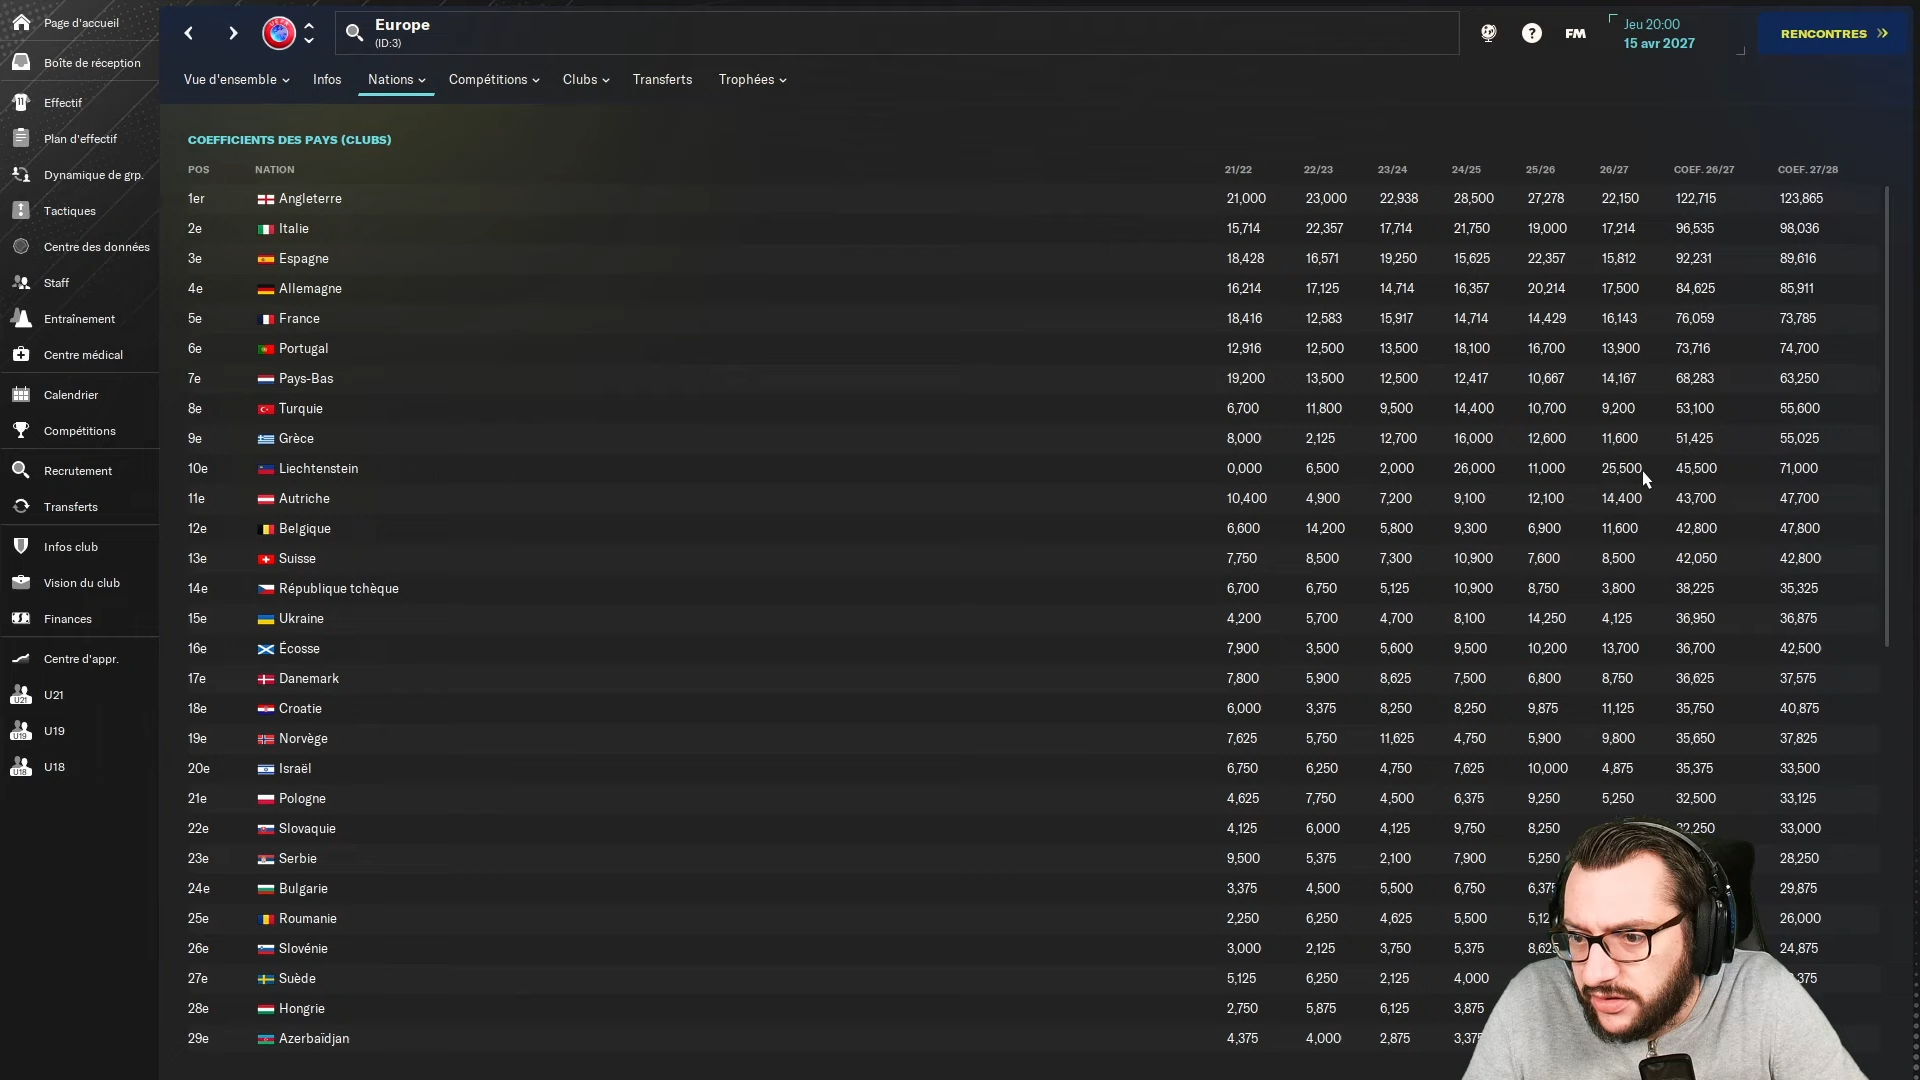 Page d'accueil
Boîte de réception
Effectif
Plan d'effectif
Dynamique de grp.
Tactiques
Centre des données
Staff
Entraînement
Centre médical
Calendrier
Compétitions
Recrutement
Transferts
Infos club
Vision du club
Finances
Centre d'appr.
U21
U19
U18
Europe
(ID:3)
FM
Jeu 20:00
15 avr 2027
RENCONTRES
Vue d'ensemble Infos Nations Compétitions Clubs Transferts Trophées
COEFFICIENTS DES PAYS (CLUBS)
POS NATION 21/22 22/23 23/24 24/25 25/26 26/27 COEF. 26/27 COEF. 27/28
1er Angleterre 21,000 23,000 22,938 28,500 27,278 22,150 122,715 123,865
2e Italie 15,714 22,357 17,714 21,750 19,000 17,214 96,535 98,036
3e Espagne 18,428 16,571 19,250 15,625 22,357 15,812 92,231 89,616
4e Allemagne 16,214 17,125 14,714 16,357 20,214 17,500 84,625 85,911
5e France 18,416 12,583 15,917 14,714 14,429 16,143 76,059 73,785
6e Portugal 12,916 12,500 13,500 18,100 16,700 13,900 73,716 74,700
7e Pays-Bas 19,200 13,500 12,500 12,417 10,667 14,167 68,283 63,250
8e Turquie 6,700 11,800 9,500 14,400 10,700 9,200 53,100 55,600
9e Grèce 8,000 2,125 12,700 16,000 12,600 11,600 51,425 55,025
10e Liechtenstein 0,000 6,500 2,000 26,000 11,000 25,500 45,500 71,000
11e Autriche 10,400 4,900 7,200 9,100 12,100 14,400 43,700 47,700
12e Belgique 6,600 14,200 5,800 9,300 6,900 11,600 42,800 47,800
13e Suisse 7,750 8,500 7,300 10,900 7,600 8,500 42,050 42,800
14e République tchèque 6,700 6,750 5,125 10,900 8,750 3,800 38,225 35,325
15e Ukraine 4,200 5,700 4,700 8,100 14,250 4,125 36,950 36,875
16e Écosse 7,900 3,500 5,600 9,500 10,200 13,700 36,700 42,500
17e Danemark 7,800 5,900 8,625 7,500 6,800 8,750 36,625 37,575
18e Croatie 6,000 3,375 8,250 8,250 9,875 11,125 35,750 40,875
19e Norvège 7,625 5,750 11,625 4,750 5,900 9,800 35,650 37,825
20e Israël 6,750 6,250 4,750 7,625 10,000 4,875 35,375 33,500
21e Pologne 4,625 7,750 4,500 6,375 9,250 5,250 32,500 33,125
22e Slovaquie 4,125 6,000 4,125 9,750 8,250 33,000
23e Serbie 9,500 5,375 2,100 7,900 5,250 28,250
24e Bulgarie 3,375 4,500 5,500 6,750 29,875
25e Roumanie 2,250 6,250 4,625 5,500 26,000
26e Slovénie 3,000 2,125 3,750 5,375 8,625 24,875
27e Suède 5,125 6,250 2,125 4,000
28e Hongrie 2,750 5,875 6,125 3,875
29e Azerbaïdjan 4,375 4,000 2,875